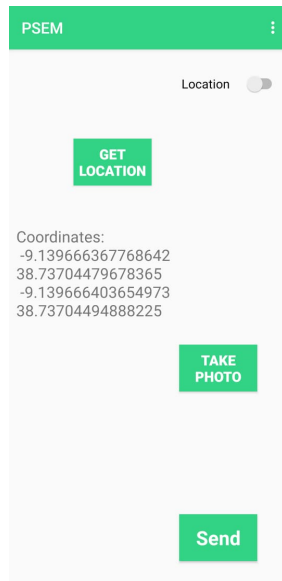 PSEM
Location
GET
LOCATION
Coordinates:
-9.139666367768642
38.73704479678365
-9.139666403654973
38.73704494888225
TAKE
PHOTO
Send